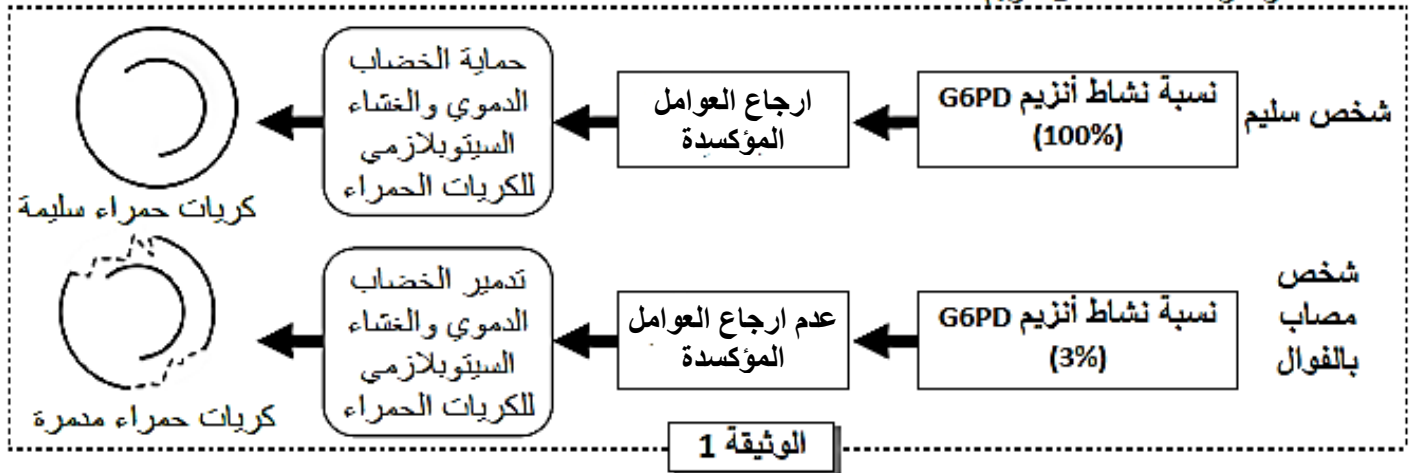 شخص سليم
نسبة نشاط أنزيم G6PD
(100%)
ارجاع العوامل
المؤكسدة
حماية الخضاب
الدموي والغشاء
السيتوبلازمي
للكريات الحمراء
كريات حمراء سليمة
شخص
مصاب
بالفوال
نسبة نشاط أنزيم G6PD
(3%)
عدم ارجاع العوامل
المؤكسدة
تدمير الخضاب
الدموي والغشاء
السيتوبلازمي
للكريات الحمراء
كريات حمراء مدمرة
الوثيقة 1